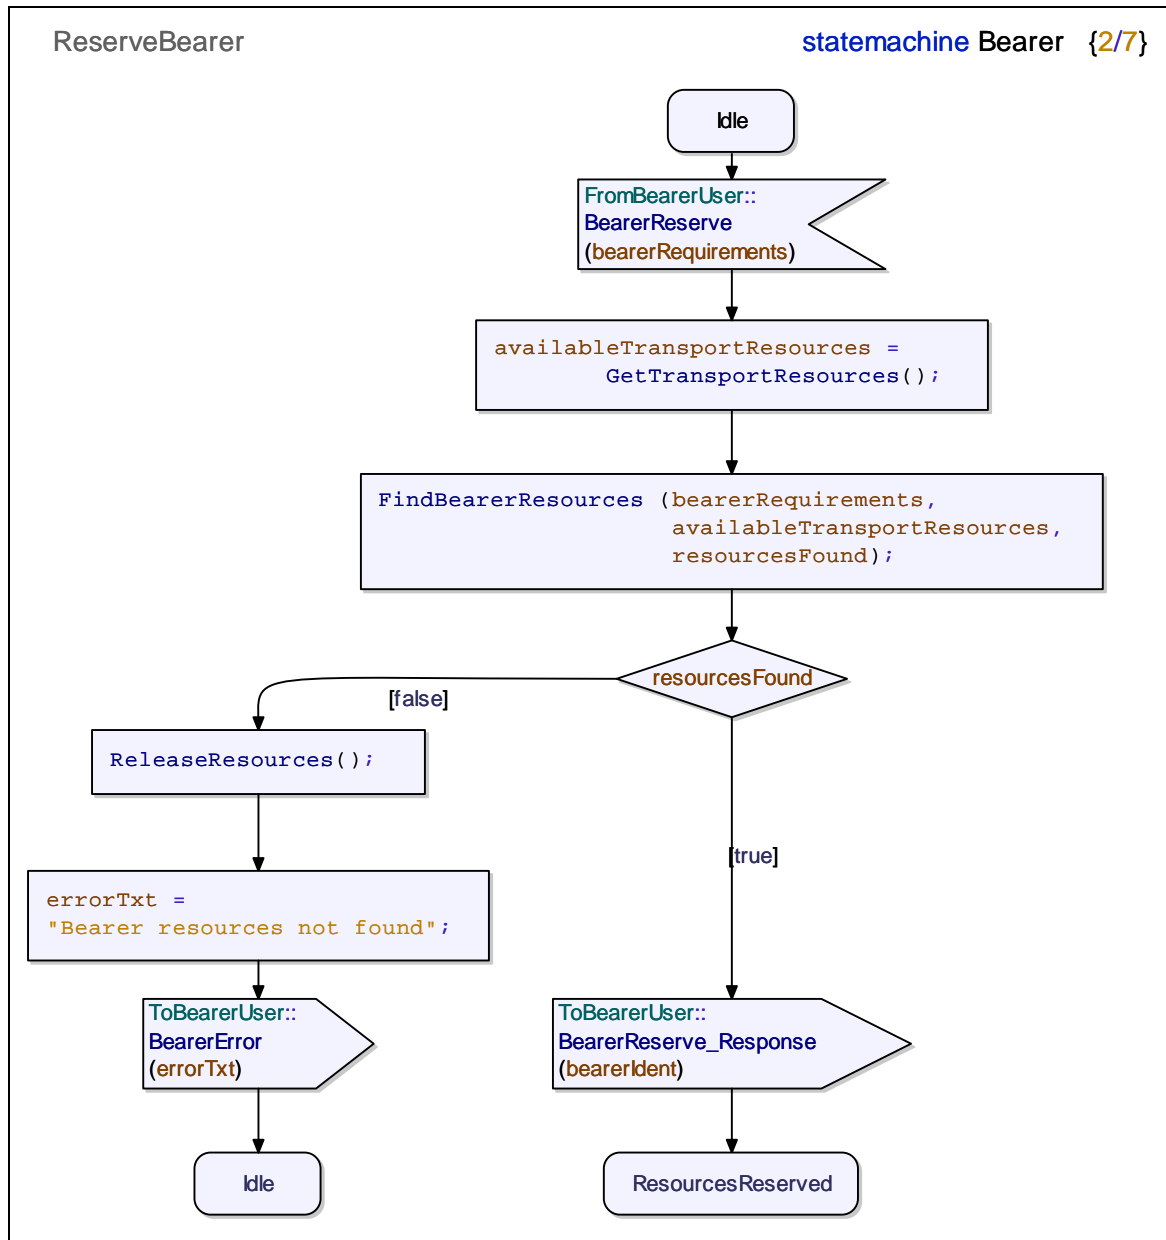 ReserveBearer
statemachine Bearer {2/7}
Idle
FromBearerUser::
BearerReserve
(bearerRequirements)
availableTransportResources =
GetTransportResources();
FindBearerResources (bearerRequirements,
availableTransportResources,
resourcesFound);
resourcesFound
[false]
ReleaseResources();
[true]
errorTxt =
"Bearer resources not found";
ToBearerUser::
BearerError
(errorTxt)
ToBearerUser::
BearerReserve_Response
(bearerIdent)
Idle
ResourcesReserved